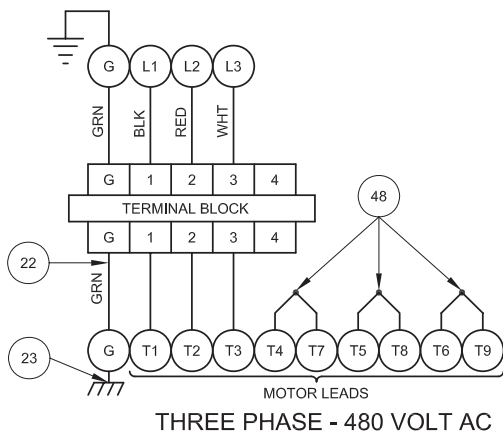 G L1 L2 L3
GRN BLK RED WHT
G 1 2 3 4
TERMINAL BLOCK
G 1 2 3 4
48
22
GRN
23
G T1 T2 T3 T4 T7 T5 T8 T6 T9
MOTOR LEADS
THREE PHASE - 480 VOLT AC